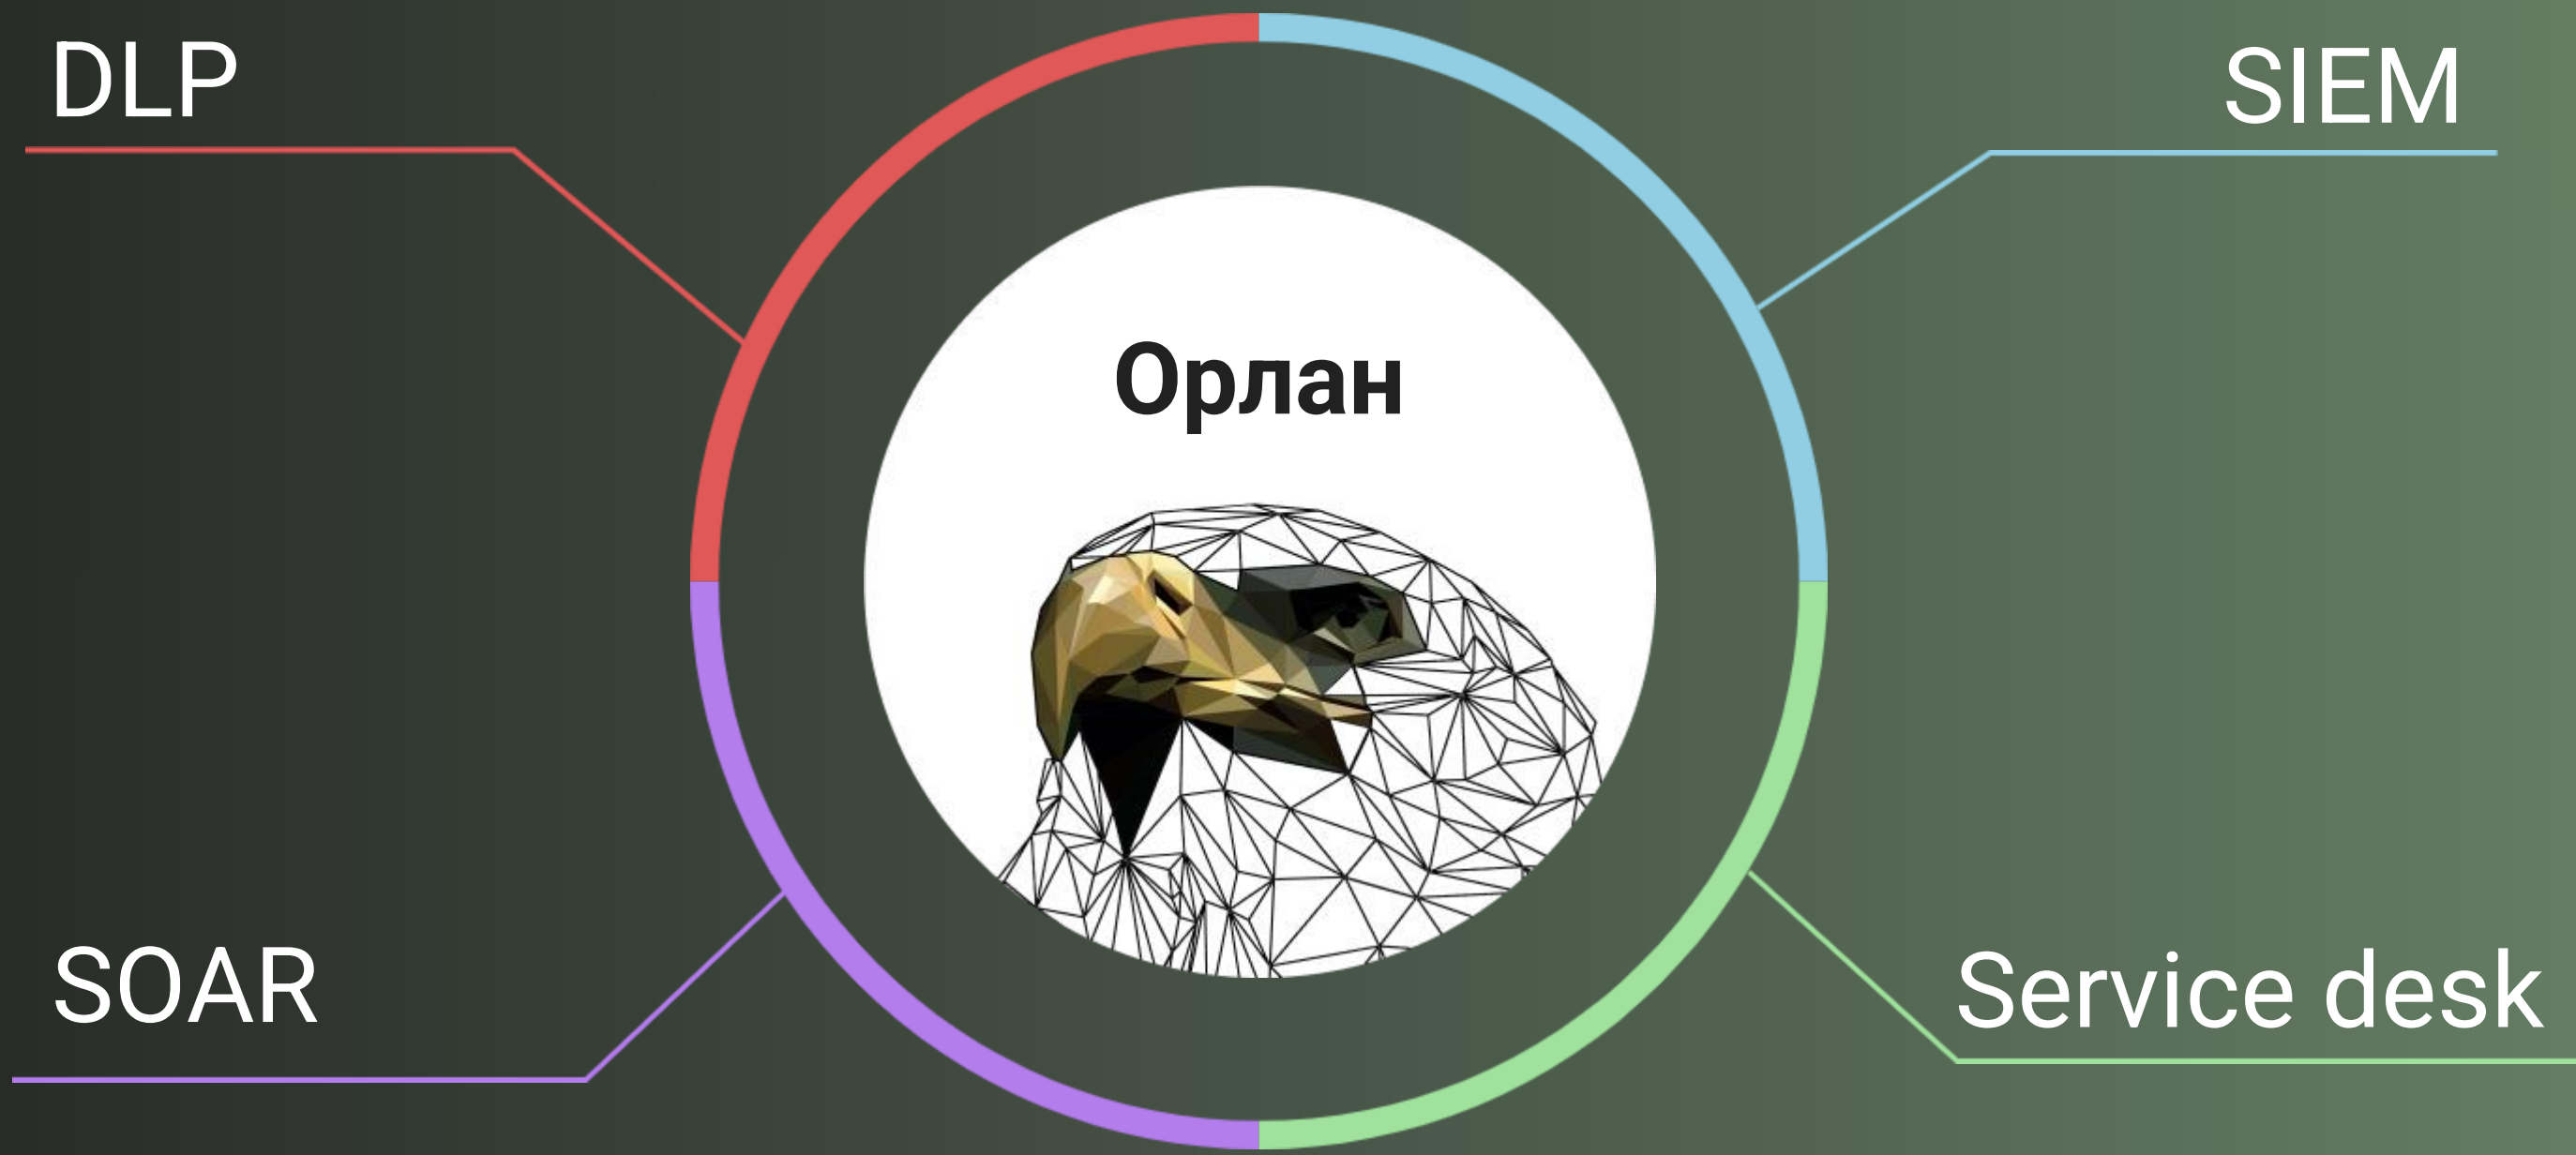 DLP
SIEM
Орлан
SOAR
Service desk